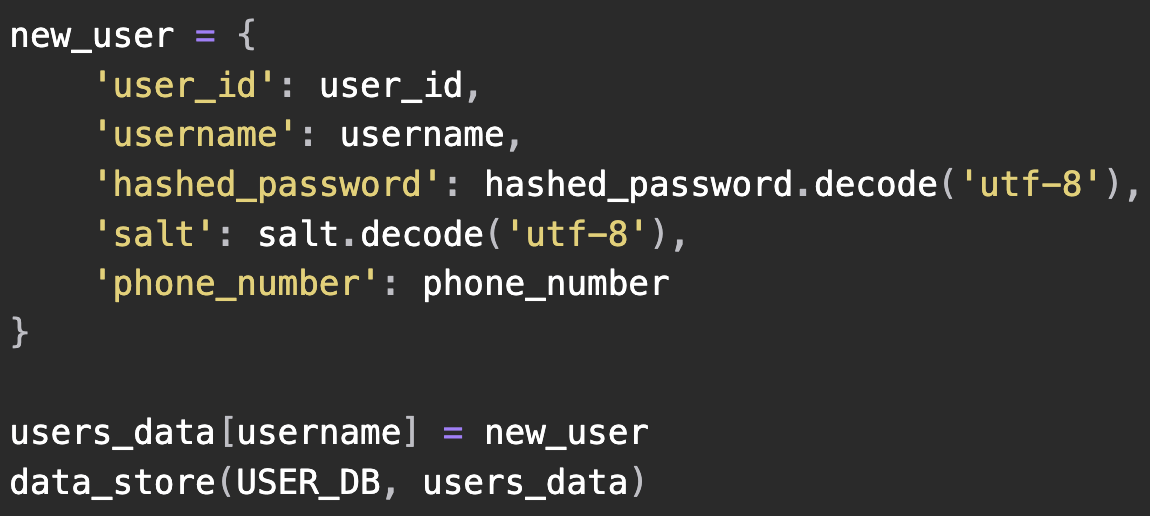 new_user = {
    'user_id': user_id,
    'username': username,
    'hashed_password': hashed_password.decode('utf-8'),
    'salt': salt.decode('utf-8'),
    'phone_number': phone_number
}
users_data[username] = new_user
data_store(USER_DB, users_data)